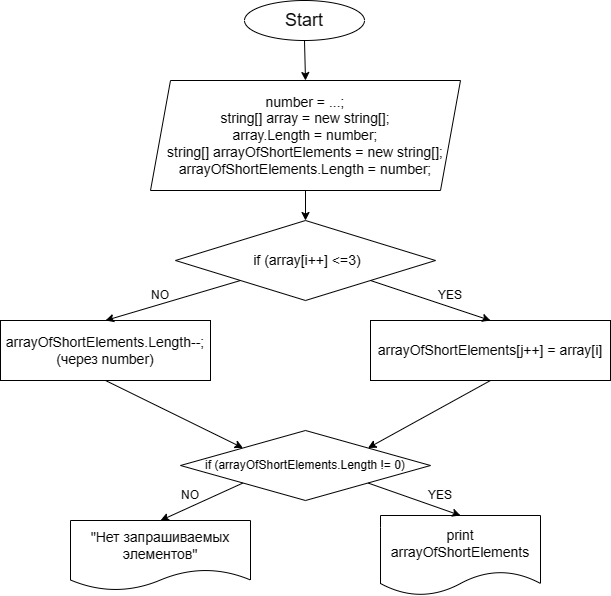 Start
number = ...;
string[] array = new string[];
array.Length = number;
string[] arrayOfShortElements = new string[];
arrayOfShortElements.Length = number;
if (array[i++] <=3)
NO
YES
arrayOfShortElements.Length--;
(через number)
arrayOfShortElements[j++] = array[i]
if (arrayOfShortElements.Length != 0)
NO
YES
"Нет запрашиваемых
элементов"
print
arrayOfShortElements